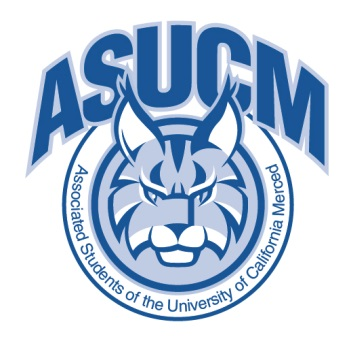 ASUCM
Associated Students of the University of California Merced